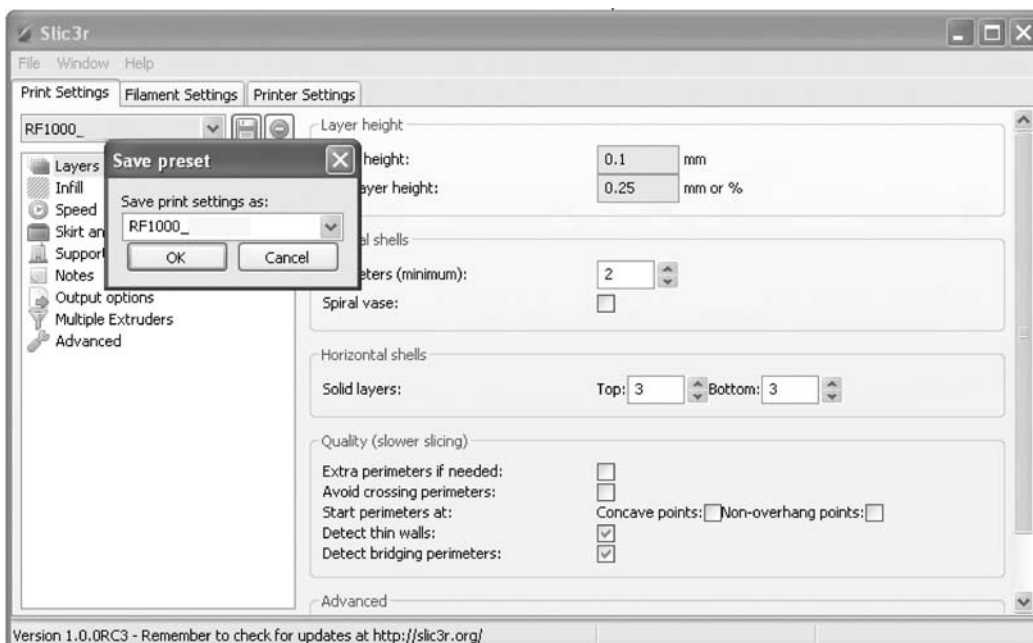 Slic3r
File Window Help
Print Settings Filament Settings Printer Settings
RF1000_
Layers
Infill
Speed
Skirt an
Support
Notes
Output options
Multiple Extruders
Advanced
Save preset
Save print settings as:
RF1000_
OK Cancel
Layer height
height: 0.1 mm
ayer height: 0.25 mm or %
al shells
eters (minimum): 2
Spiral vase:
Horizontal shells
Solid layers: Top: 3 Bottom: 3
Quality (slower slicing)
Extra perimeters if needed:
Avoid crossing perimeters:
Start perimeters at: Concave points: Non-overhang points:
Detect thin walls:
Detect bridging perimeters:
Advanced
Version 1.0.0RC3 - Remember to check for updates at http://slic3r.org/